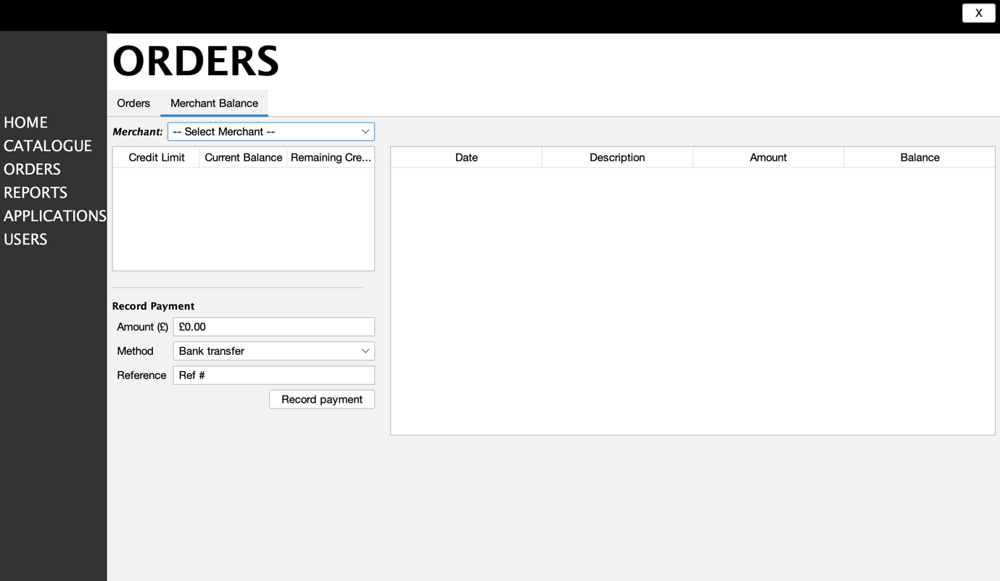 X
ORDERS
Orders Merchant Balance
HOME
CATALOGUE
ORDERS
REPORTS
APPLICATIONS
USERS
Merchant: -- Select Merchant --
Credit Limit Current Balance Remaining Cre...
Date Description Amount Balance
Record Payment
Amount (£) £0.00
Method Bank transfer
Reference Ref #
Record payment